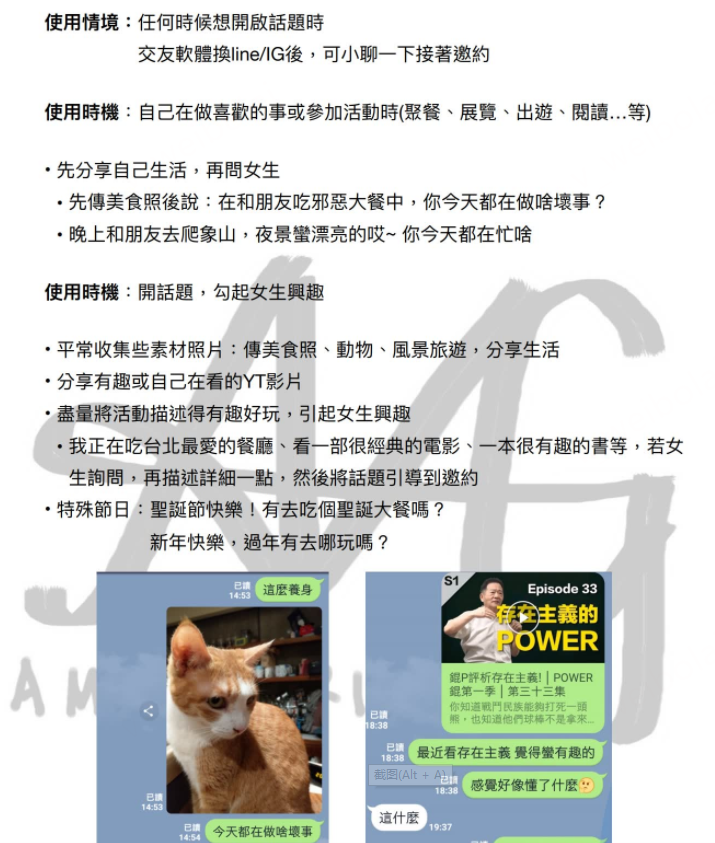 使用情境：任何時候想開啟話題時
交友軟體換line/IG後，可小聊一下接著邀約
使用時機：自己在做喜歡的事或參加活動時(聚餐、展覽、出遊、閱讀…等)
• 先分享自己生活，再問女生
• 先傳美食照後說：在和朋友吃邪惡大餐中，你今天都在做啥壞事？
• 晚上和朋友去爬象山，夜景蠻漂亮的哎~ 你今天都在忙啥
使用時機：開話題，勾起女生興趣
• 平常收集些素材照片：傳美食照、動物、風景旅遊，分享生活
• 分享有趣或自己在看的YT影片
• 盡量將活動描述得有趣好玩，引起女生興趣
• 我正在吃台北最愛的餐廳、看一部很經典的電影、一本很有趣的書等，若女
生詢問，再描述詳細一點，然後將話題引導到邀約
• 特殊節日：聖誕節快樂！有去吃個聖誕大餐嗎？
新年快樂，過年有去哪玩嗎？
已讀
14:53
這麼養身
已讀
14:53
已讀
14:54
今天都在做啥壞事
S1
Episode 33
存在主義的
POWER
錕P評析存在主義! | POWER
錕第一季 | 第三十三集
你知道戰鬥民族能夠打死一頭
熊，也知道他們球棒不是拿來...
已讀
18:38
已讀
18:38
最近看存在主義 覺得蠻有趣的
截图(Alt + A)
已讀
18:38
感覺好像懂了什麼🤔
這什麼
19:37
AM